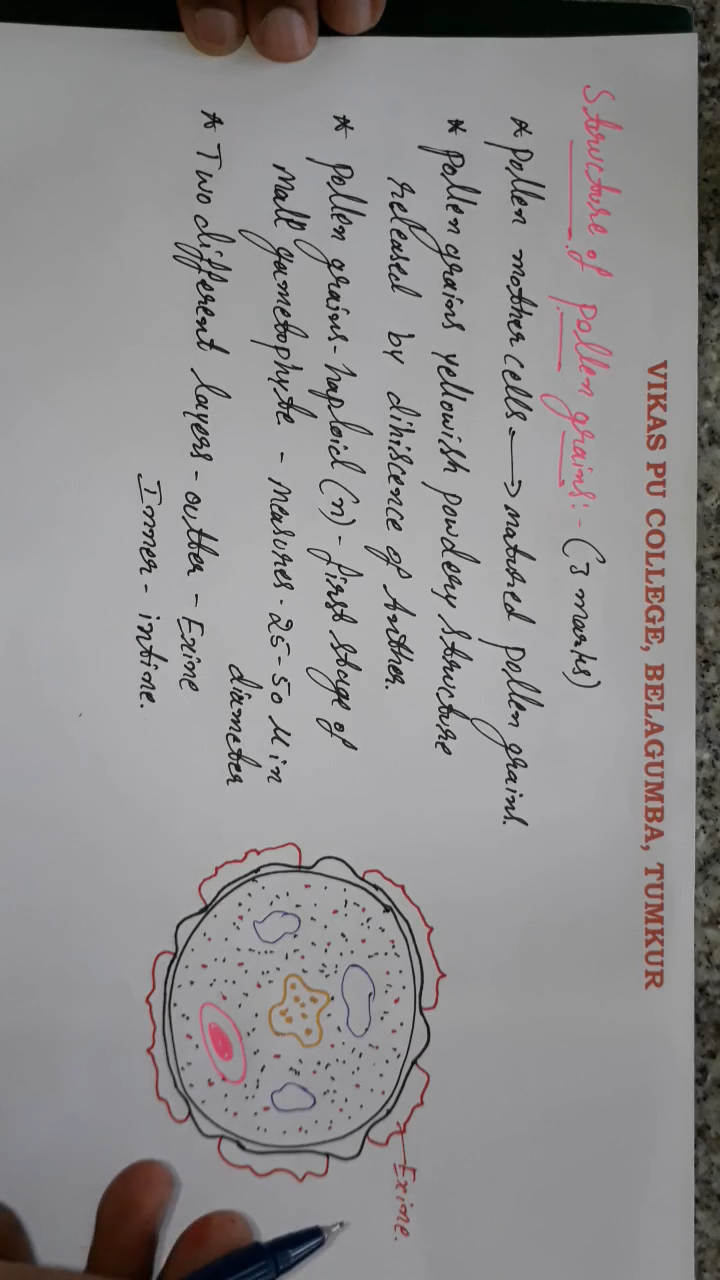 VIKAS PU COLLEGE, BELAGUMBA, TUMKUR
Structure of pollen grains:- (3 marks)
* pollen mother cells → matured pollen grains.
* Pollen grains yellowish powdery structure
released by dihiscence of Anther.
* pollen grains - haploid (n) - first stage of
Male gametophyte - measures - 25-50 μ in
diameter
* Two different layers - outter - Exine
Inner - intine.
Exine.